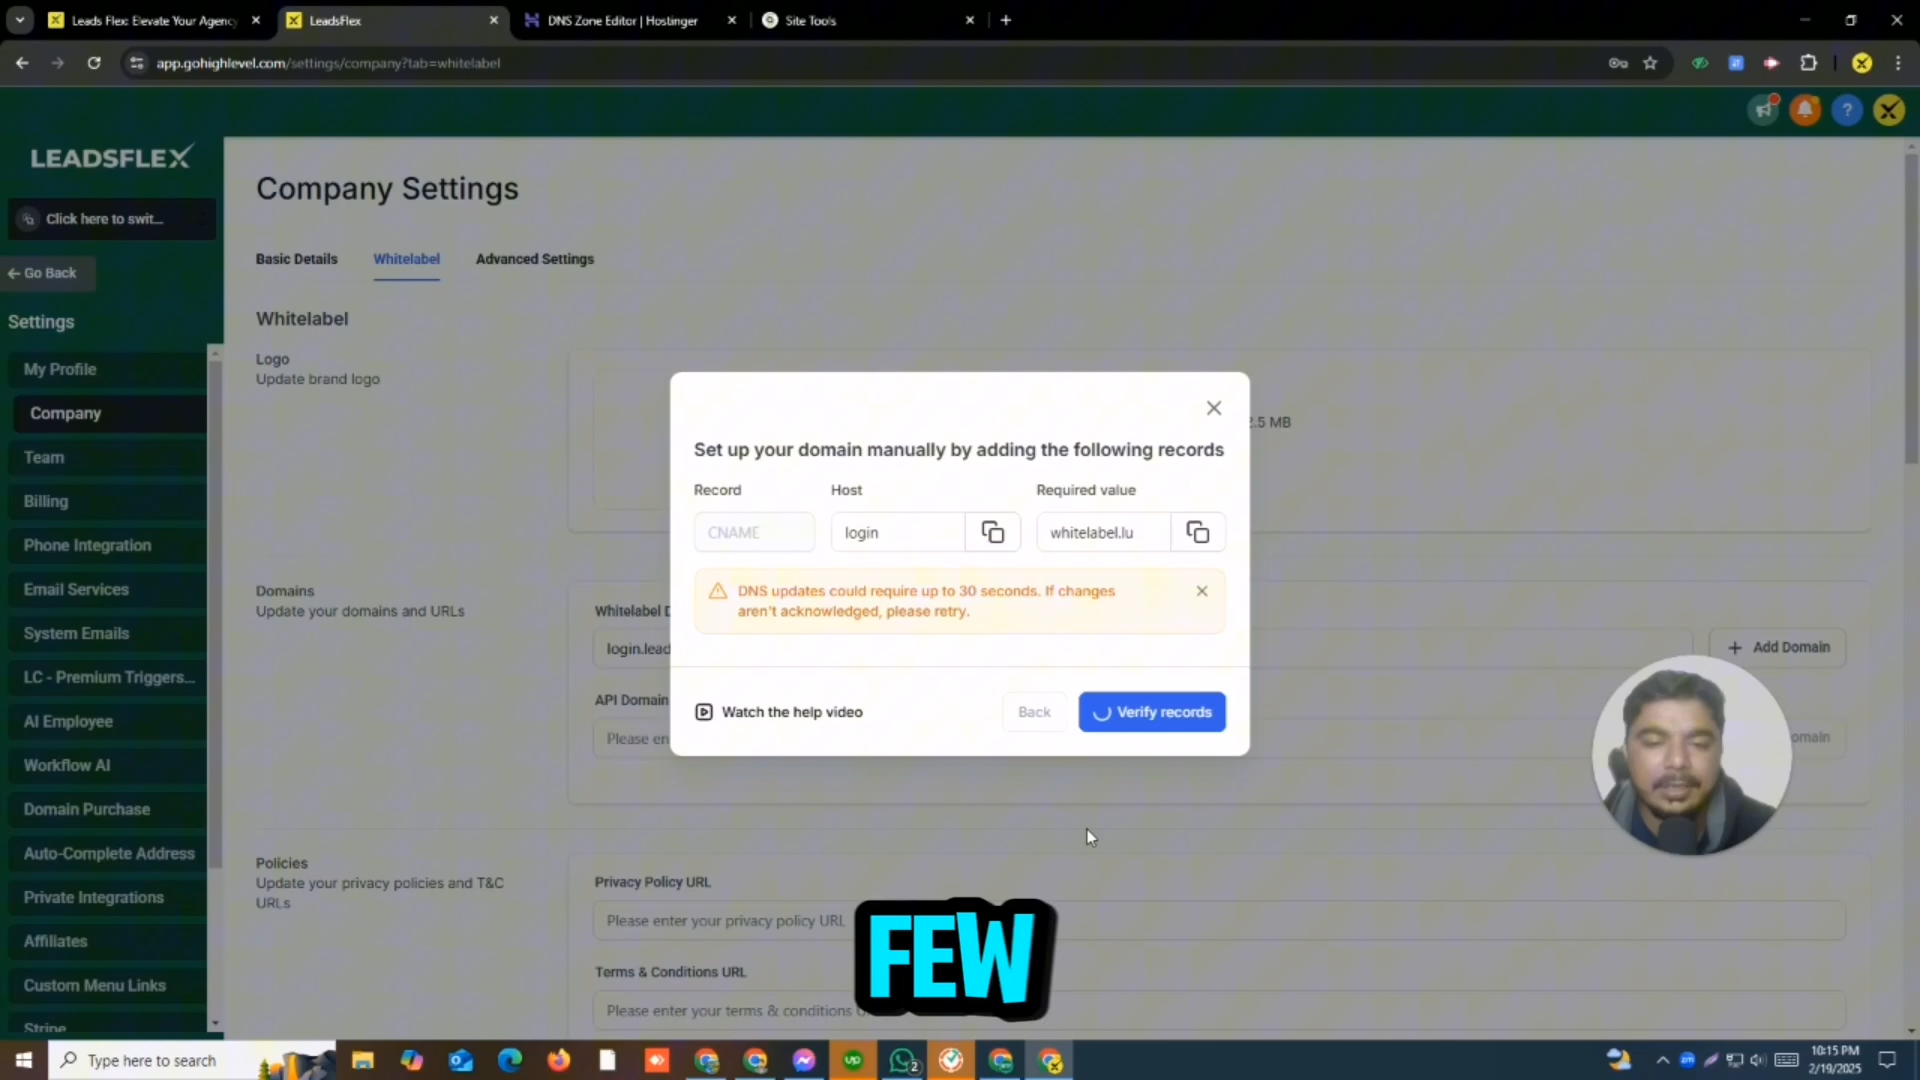 Leads Flex: Elevate Your Agency
LeadsFlex
DNS Zone Editor | Hostinger
Site Tools
app.gohighlevel.com/settings/company?tab=whitelabel
LEADSFLEX
Click here to swit...
Go Back
Settings
My Profile
Company
Team
Billing
Phone Integration
Email Services
System Emails
LC - Premium Triggers...
AI Employee
Workflow AI
Domain Purchase
Auto-Complete Address
Private Integrations
Affiliates
Custom Menu Links
Stripe
Company Settings
Basic Details
Whitelabel
Advanced Settings
Whitelabel
Logo
Update brand logo
2.5 MB
Domains
Update your domains and URLs
Whitelabel D
login.lead
+ Add Domain
API Domain
Please en
omain
Policies
Update your privacy policies and T&C
URLs
Privacy Policy URL
Please enter your privacy policy URL
Terms & Conditions URL
Please enter your terms & conditions
Set up your domain manually by adding the following records
Record
Host
Required value
CNAME
login
whitelabel.lu
DNS updates could require up to 30 seconds. If changes
aren't acknowledged, please retry.
Watch the help video
Back
Verify records
FEW
Type here to search
up
2
zm
10:15 PM
2/19/2025